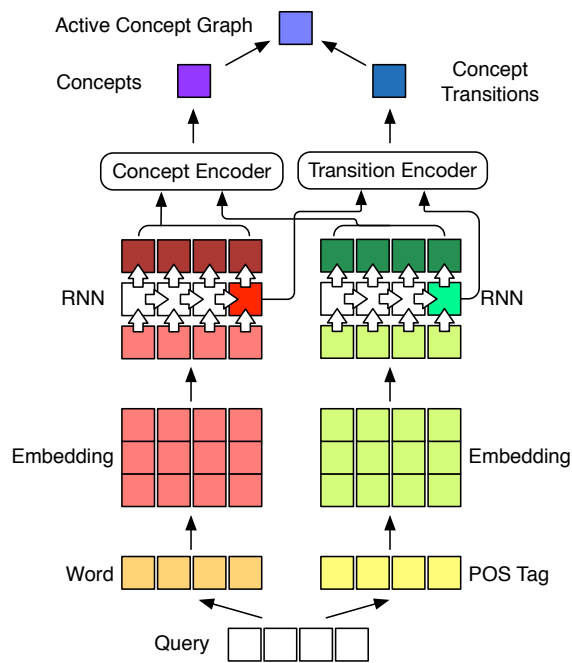 Active Concept Graph
Concepts
Concept
Transitions
Concept Encoder
Transition Encoder
RNN
RNN
Embedding
Embedding
Word
POS Tag
Query